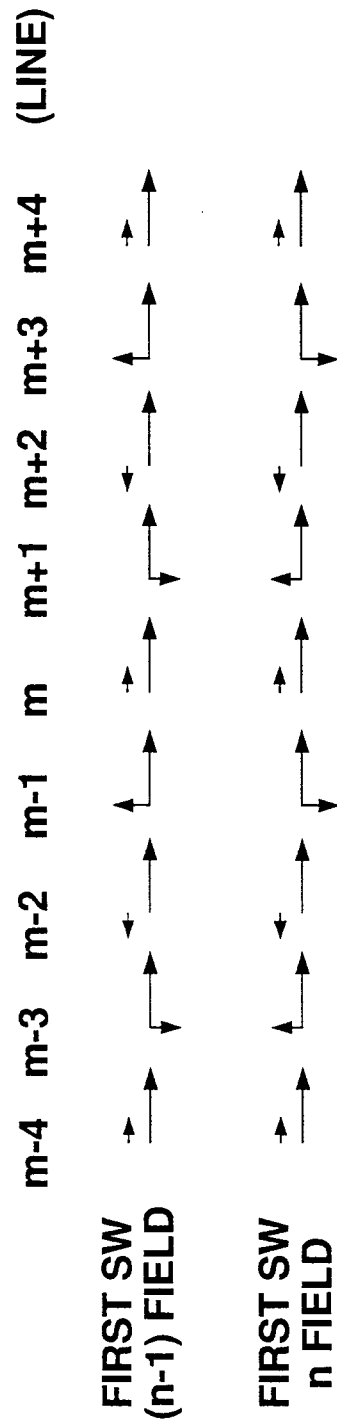 m-4 m-3 m-2 m-1 m m+1 m+2 m+3 m+4 (LINE)
FIRST SW
(n-1) FIELD
FIRST SW
n FIELD